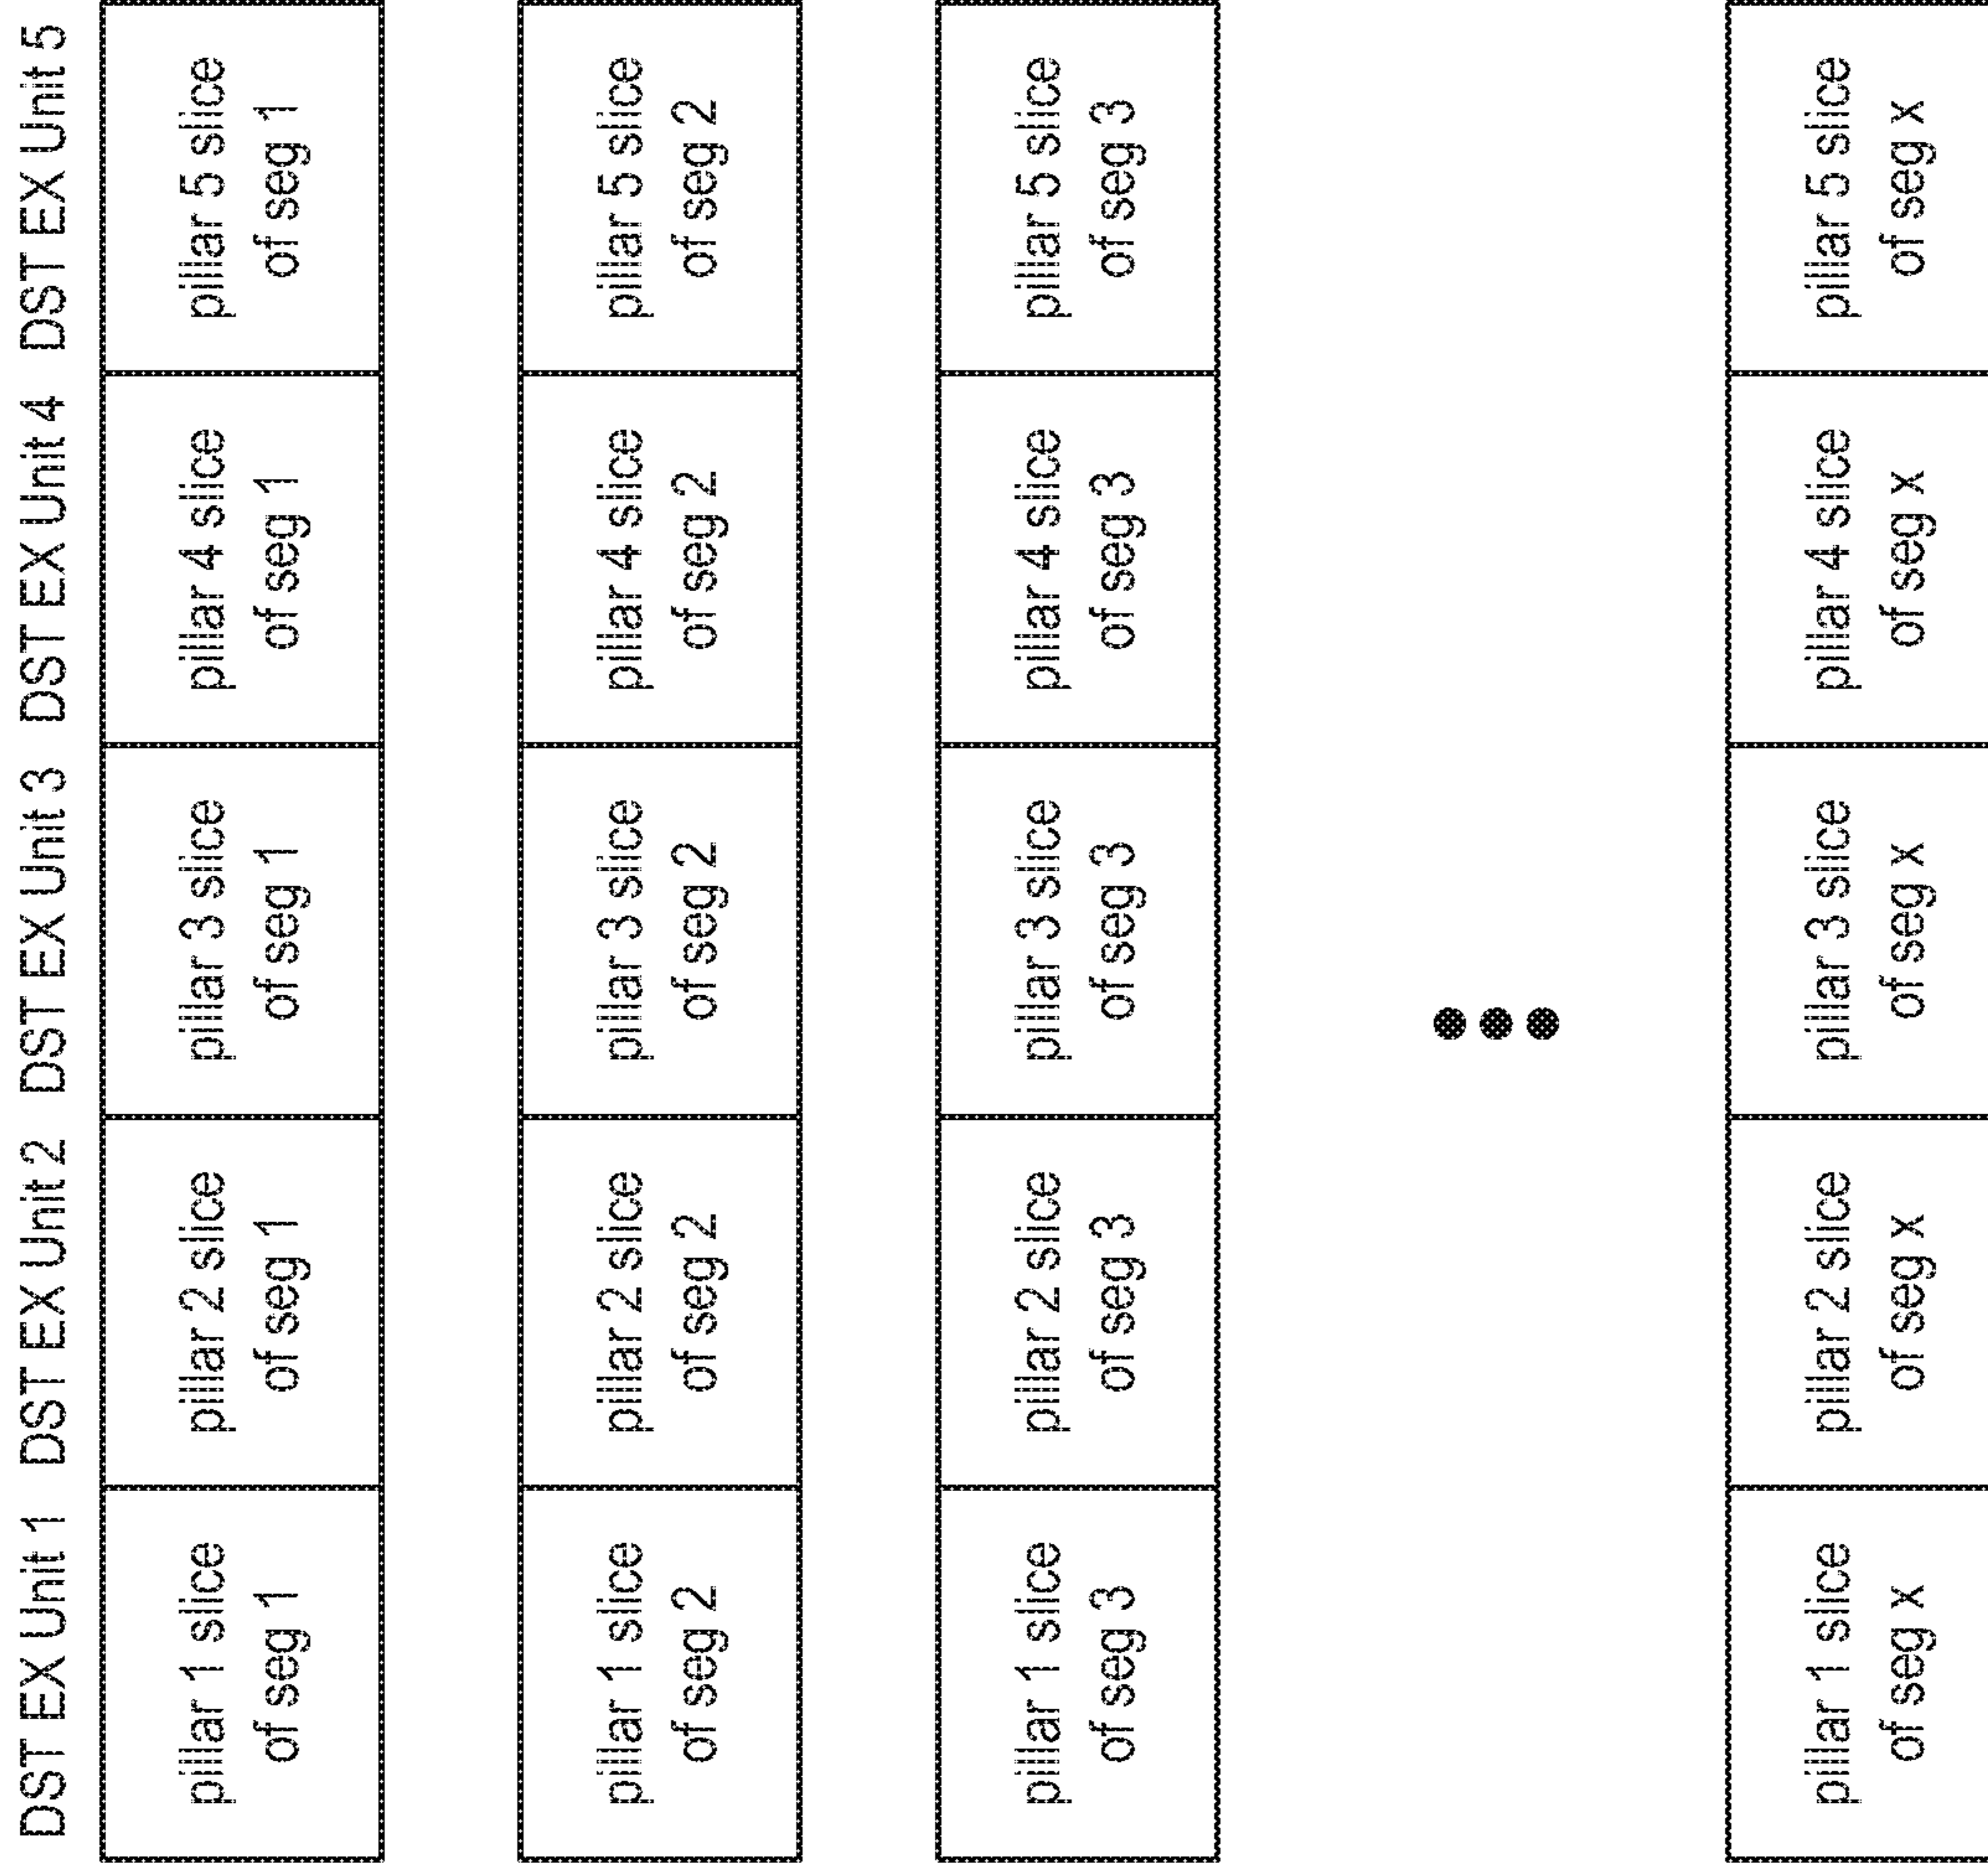 DST EX Unit 1 DST EX Unit 2 DST EX Unit 3 DST EX Unit 4 DST EX Unit 5
pillar 1 slice
of seg 1
pillar 2 slice
of seg 1
pillar 3 slice
of seg 1
pillar 4 slice
of seg 1
pillar 5 slice
of seg 1
pillar 1 slice
of seg 2
pillar 2 slice
of seg 2
pillar 3 slice
of seg 2
pillar 4 slice
of seg 2
pillar 5 slice
of seg 2
pillar 1 slice
of seg 3
pillar 2 slice
of seg 3
pillar 3 slice
of seg 3
pillar 4 slice
of seg 3
pillar 5 slice
of seg 3
pillar 1 slice
of seg x
pillar 2 slice
of seg x
pillar 3 slice
of seg x
pillar 4 slice
of seg x
pillar 5 slice
of seg x